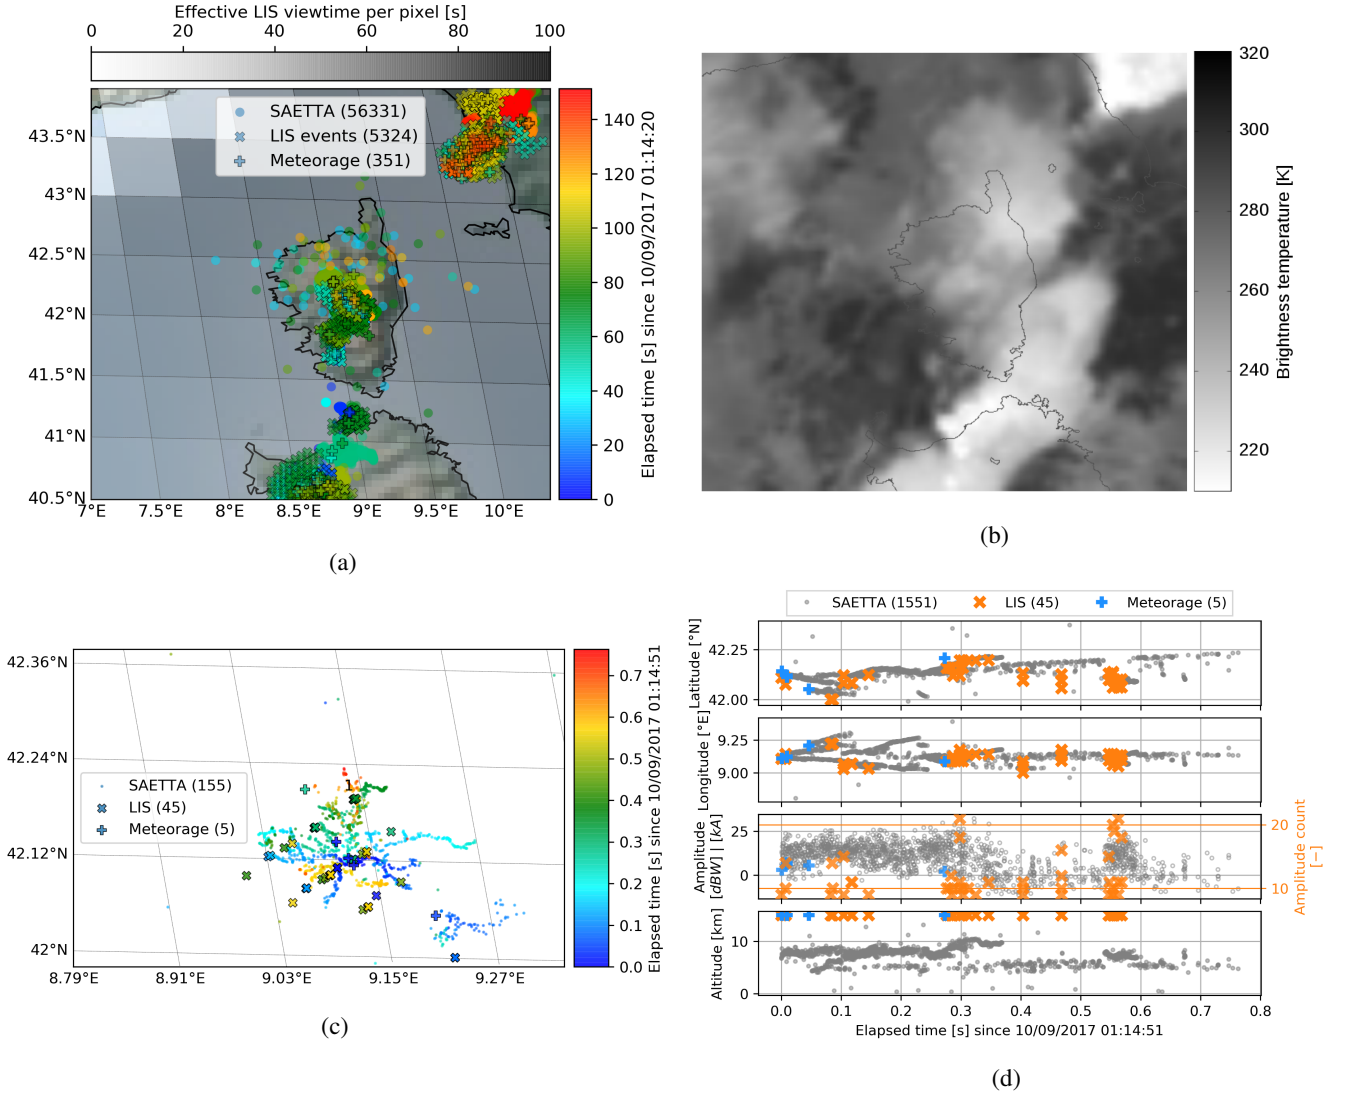 Effective LIS viewtime per pixel [s]
0 20 40 60 80 100
SAETTA (56331)
LIS events (5324)
Meteorage (351)
43.5°N
43°N
42.5°N
42°N
41.5°N
41°N
40.5°N
7°E 7.5°E 8°E 8.5°E 9°E 9.5°E 10°E
140
120
100
80
60
40
20
0
Elapsed time [s] since 10/09/2017 01:14:20
(a)
320
300
280
260
240
220
Brightness temperature [K]
(b)
42.36°N
42.24°N
42.12°N
42°N
8.79°E 8.91°E 9.03°E 9.15°E 9.27°E
SAETTA (155)
LIS (45)
Meteorage (5)
1
0.7
0.6
0.5
0.4
0.3
0.2
0.1
0.0
Elapsed time [s] since 10/09/2017 01:14:51
(c)
SAETTA (1551) LIS (45) Meteorage (5)
Latitude [°N]
42.25
42.00
Longitude [°E]
9.25
9.00
Amplitude
[dBW] | [kA]
25
0
20
10
Amplitude count
[−]
Altitude [km]
10
0
0.0 0.1 0.2 0.3 0.4 0.5 0.6 0.7 0.8
Elapsed time [s] since 10/09/2017 01:14:51
(d)